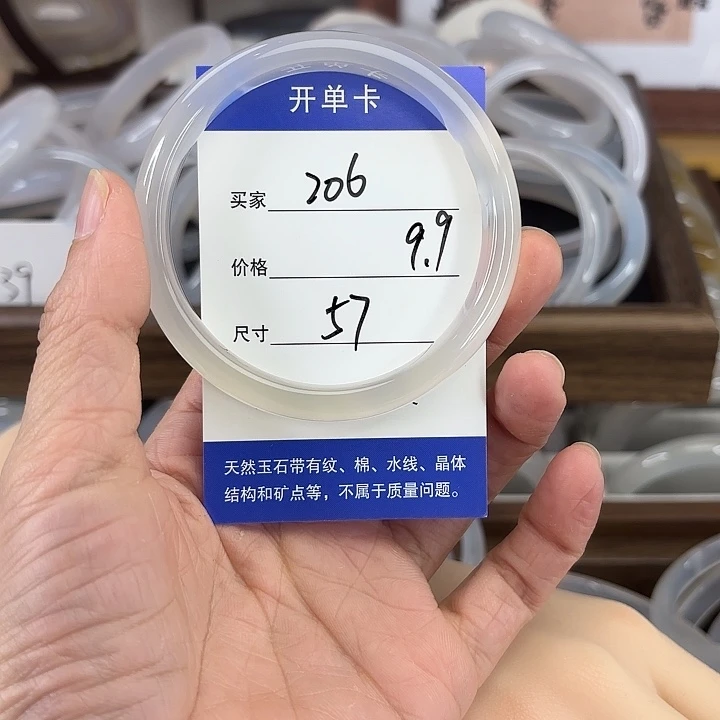 开单卡
买家 206
价格 9.9
尺寸 57
天然玉石带有纹、棉、水线、晶体
结构和矿点等，不属于质量问题。
39